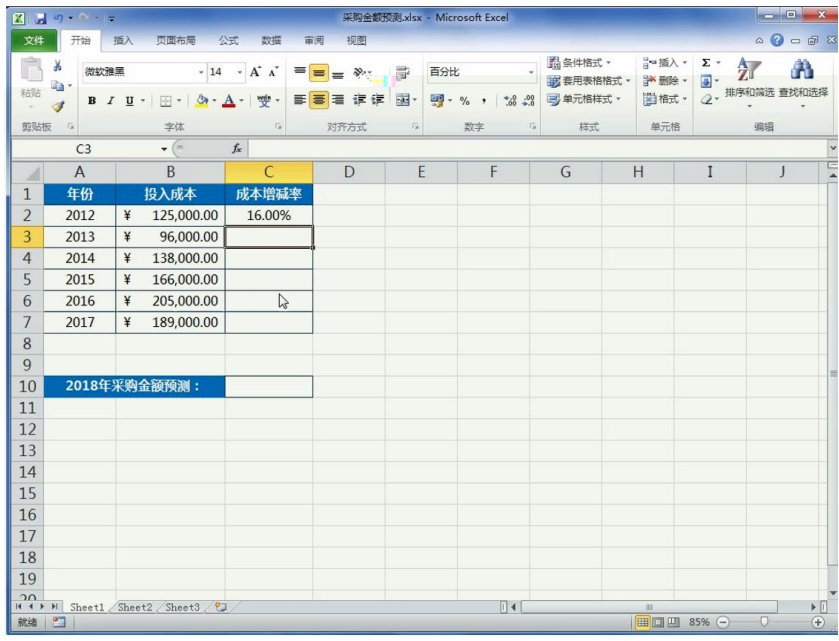 采购金额预测.xlsx - Microsoft Excel
文件 开始 插入 页面布局 公式 数据 审阅 视图
粘贴 微软雅黑 14 百分比 条件格式 插入 排序和筛选 查找和选择
套用表格格式 删除
B I U % 单元格样式 格式
剪贴板 字体 对齐方式 数字 样式 单元格 编辑
C3 fx
A B C D E F G H I J
1 年份 投入成本 成本增减率
2 2012 ¥ 125,000.00 16.00%
3 2013 ¥ 96,000.00
4 2014 ¥ 138,000.00
5 2015 ¥ 166,000.00
6 2016 ¥ 205,000.00
7 2017 ¥ 189,000.00
8
9
10 2018年采购金额预测：
11
12
13
14
15
16
17
18
19
20
Sheet1 Sheet2 Sheet3
就绪 85%